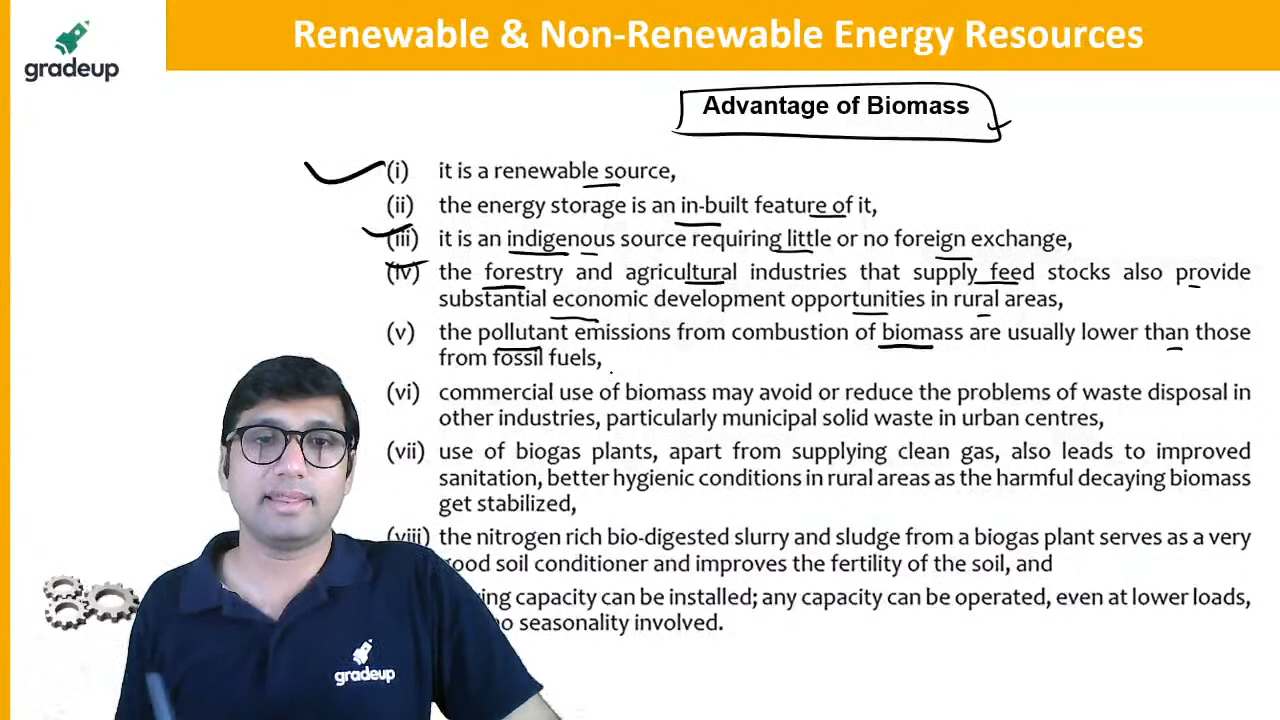 Renewable & Non-Renewable Energy Resources
gradeup
Advantage of Biomass
(i) it is a renewable source,
(ii) the energy storage is an in-built feature of it,
(iii) it is an indigenous source requiring little or no foreign exchange,
(iv) the forestry and agricultural industries that supply feed stocks also provide
substantial economic development opportunities in rural areas,
(v) the pollutant emissions from combustion of biomass are usually lower than those
from fossil fuels,
(vi) commercial use of biomass may avoid or reduce the problems of waste disposal in
other industries, particularly municipal solid waste in urban centres,
(vii) use of biogas plants, apart from supplying clean gas, also leads to improved
sanitation, better hygienic conditions in rural areas as the harmful decaying biomass
get stabilized,
(viii) the nitrogen rich bio-digested slurry and sludge from a biogas plant serves as a very
good soil conditioner and improves the fertility of the soil, and
capacity can be installed; any capacity can be operated, even at lower loads,
no seasonality involved.
gradeup